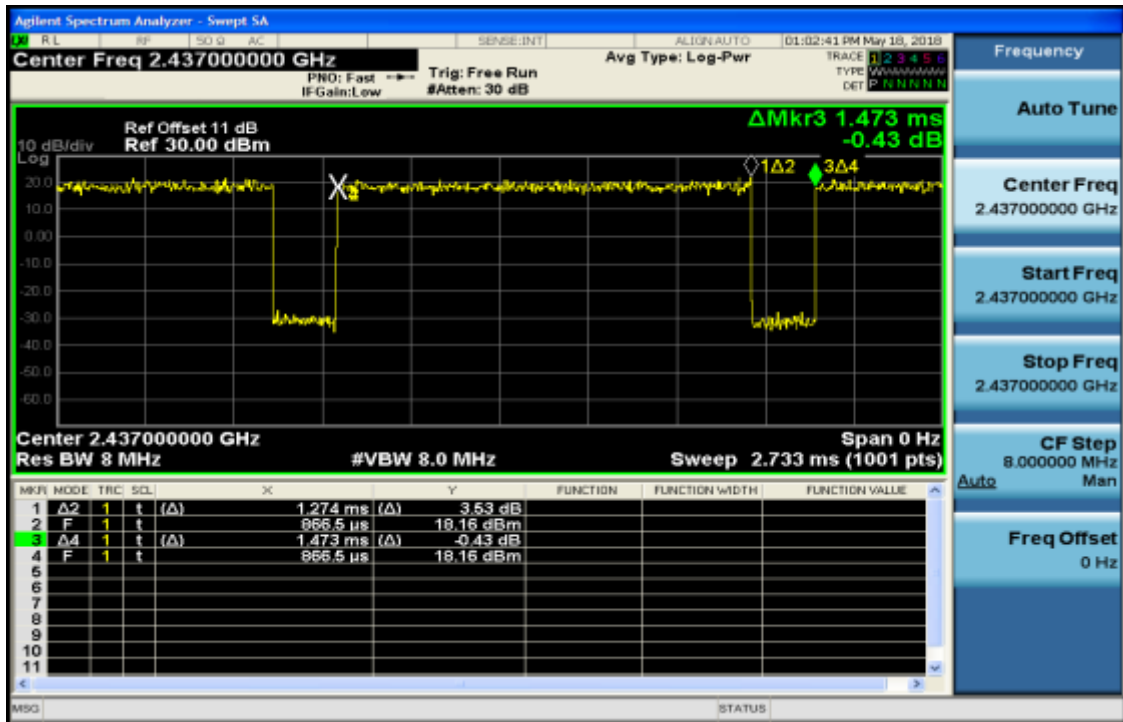 Agilent Spectrum Analyzer - Swept SA
RL RF 50 Ω AC SENSE:INT ALIGN AUTO 01:02:41 PM May 18, 2018
Center Freq 2.437000000 GHz
PNO: Fast
IFGain:Low
Trig: Free Run
#Atten: 30 dB
Avg Type: Log-Pwr
TRACE 1 2 3 4 5 6
TYPE
DET P N N N N N
Ref Offset 11 dB
Ref 30.00 dBm
10 dB/div
Log
ΔMkr3 1.473 ms
-0.43 dB
1Δ2
3Δ4
X
20.0
10.0
0.00
-10.0
-20.0
-30.0
-40.0
-50.0
-60.0
Center 2.437000000 GHz Span 0 Hz
Res BW 8 MHz #VBW 8.0 MHz Sweep 2.733 ms (1001 pts)
MKR MODE TRC SCL X Y FUNCTION FUNCTION WIDTH FUNCTION VALUE
1 Δ2 1 t (Δ) 1.274 ms (Δ) 3.53 dB
2 F 1 t 866.5 µs 18.16 dBm
3 Δ4 1 t (Δ) 1.473 ms (Δ) -0.43 dB
4 F 1 t 866.5 µs 18.16 dBm
5
6
7
8
9
10
11
MSG STATUS
Frequency
Auto Tune
Center Freq
2.437000000 GHz
Start Freq
2.437000000 GHz
Stop Freq
2.437000000 GHz
CF Step
8.000000 MHz
Auto Man
Freq Offset
0 Hz